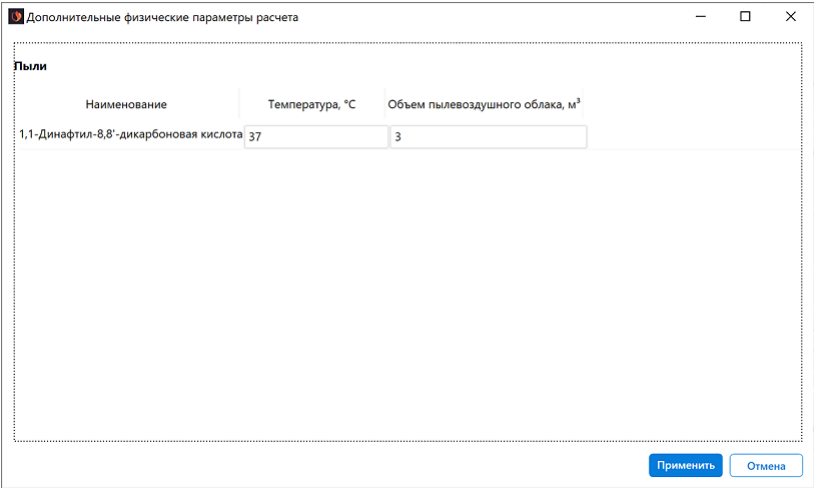 Дополнительные физические параметры расчета
Пыли
Наименование Температура, °C Объем пылевоздушного облака, м³
1,1-Динафтил-8,8'-дикарбоновая кислота 37 3
Применить Отмена